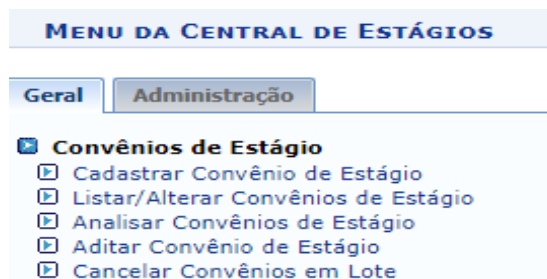 MENU DA CENTRAL DE ESTÁGIOS
Geral Administração
Convênios de Estágio
Cadastrar Convênio de Estágio
Listar/Alterar Convênios de Estágio
Analisar Convênios de Estágio
Aditar Convênio de Estágio
Cancelar Convênios em Lote